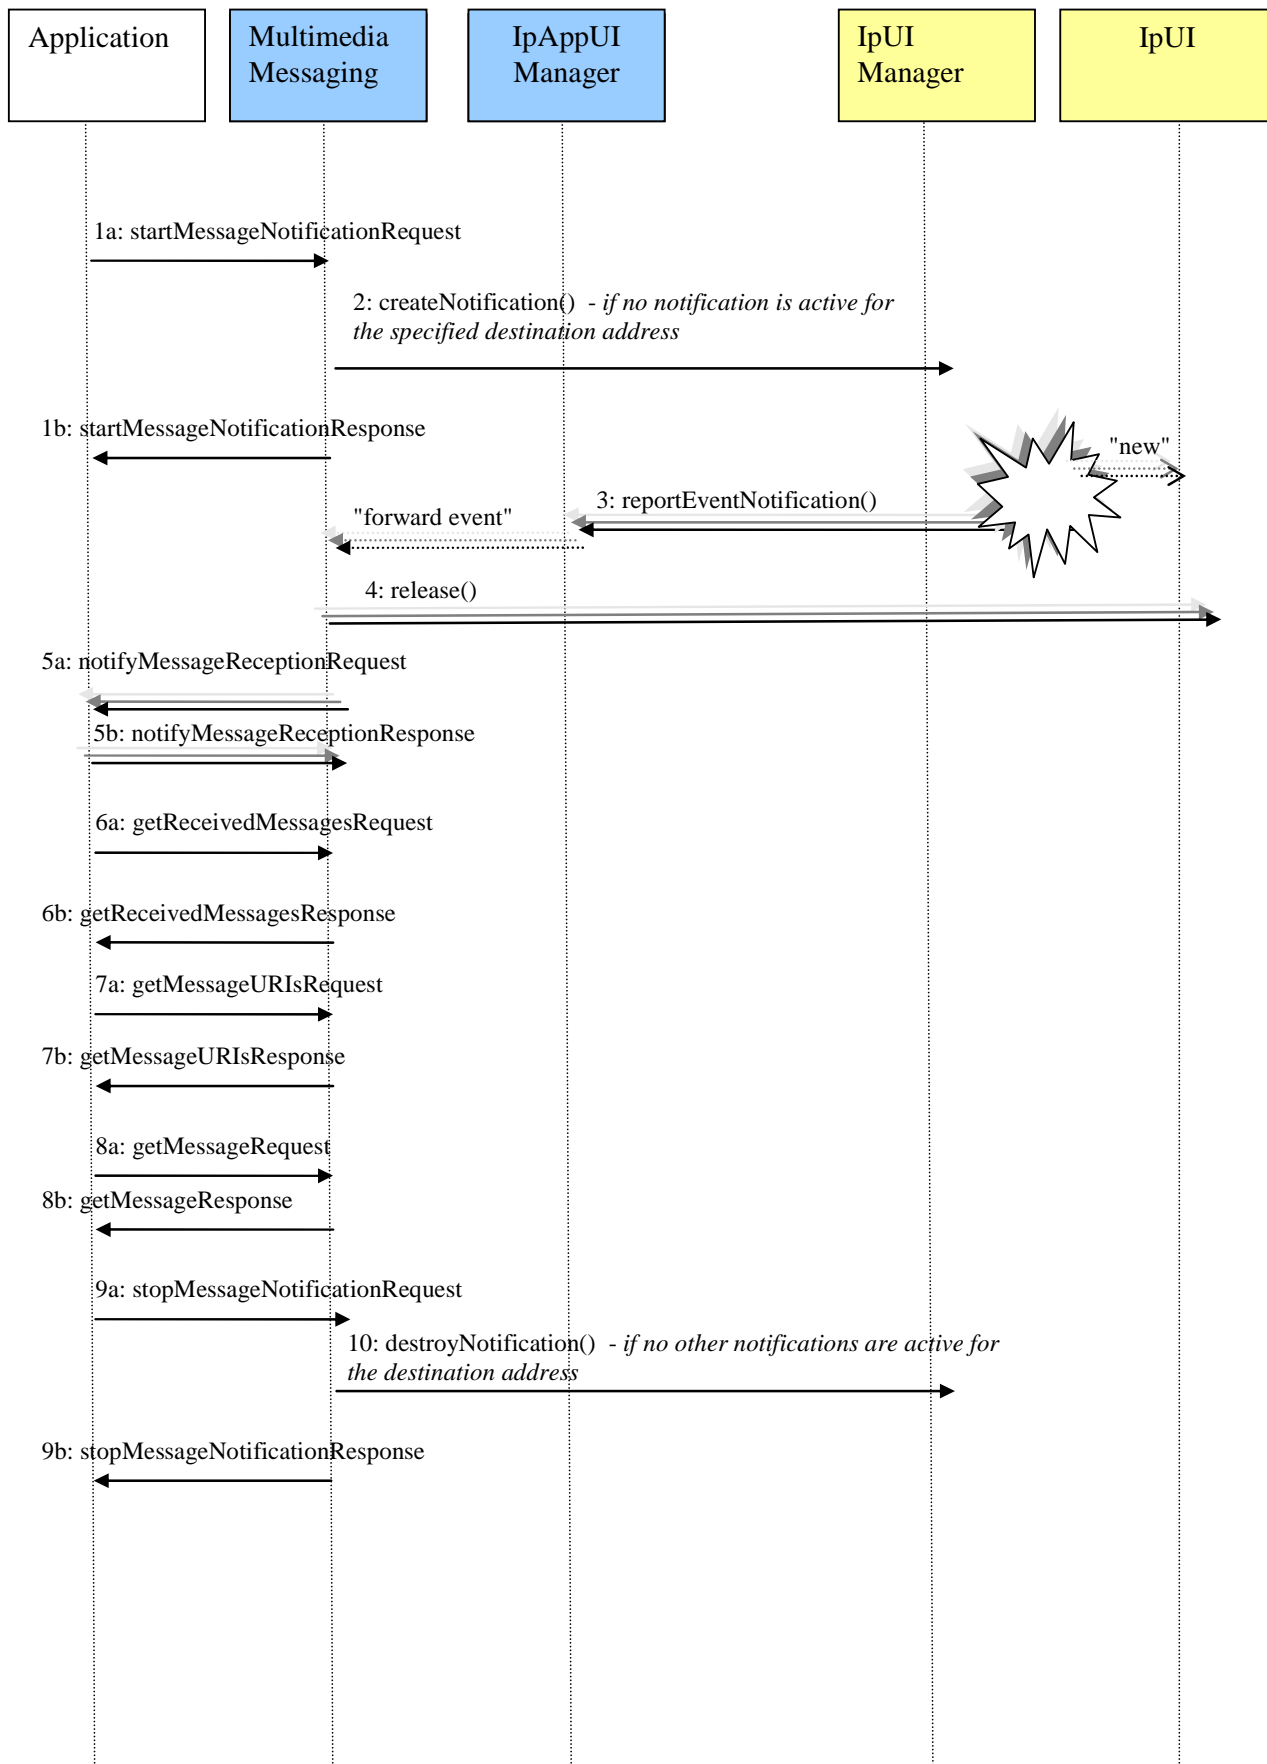 Application
Multimedia
Messaging
IpAppUI
Manager
IpUI
Manager
IpUI
1a: startMessageNotificationRequest
2: createNotification()  - if no notification is active for
the specified destination address
1b: startMessageNotificationResponse
"new"
3: reportEventNotification()
"forward event"
4: release()
5a: notifyMessageReceptionRequest
5b: notifyMessageReceptionResponse
6a: getReceivedMessagesRequest
6b: getReceivedMessagesResponse
7a: getMessageURIsRequest
7b: getMessageURIsResponse
8a: getMessageRequest
8b: getMessageResponse
9a: stopMessageNotificationRequest
10: destroyNotification()  - if no other notifications are active for
the destination address
9b: stopMessageNotificationResponse